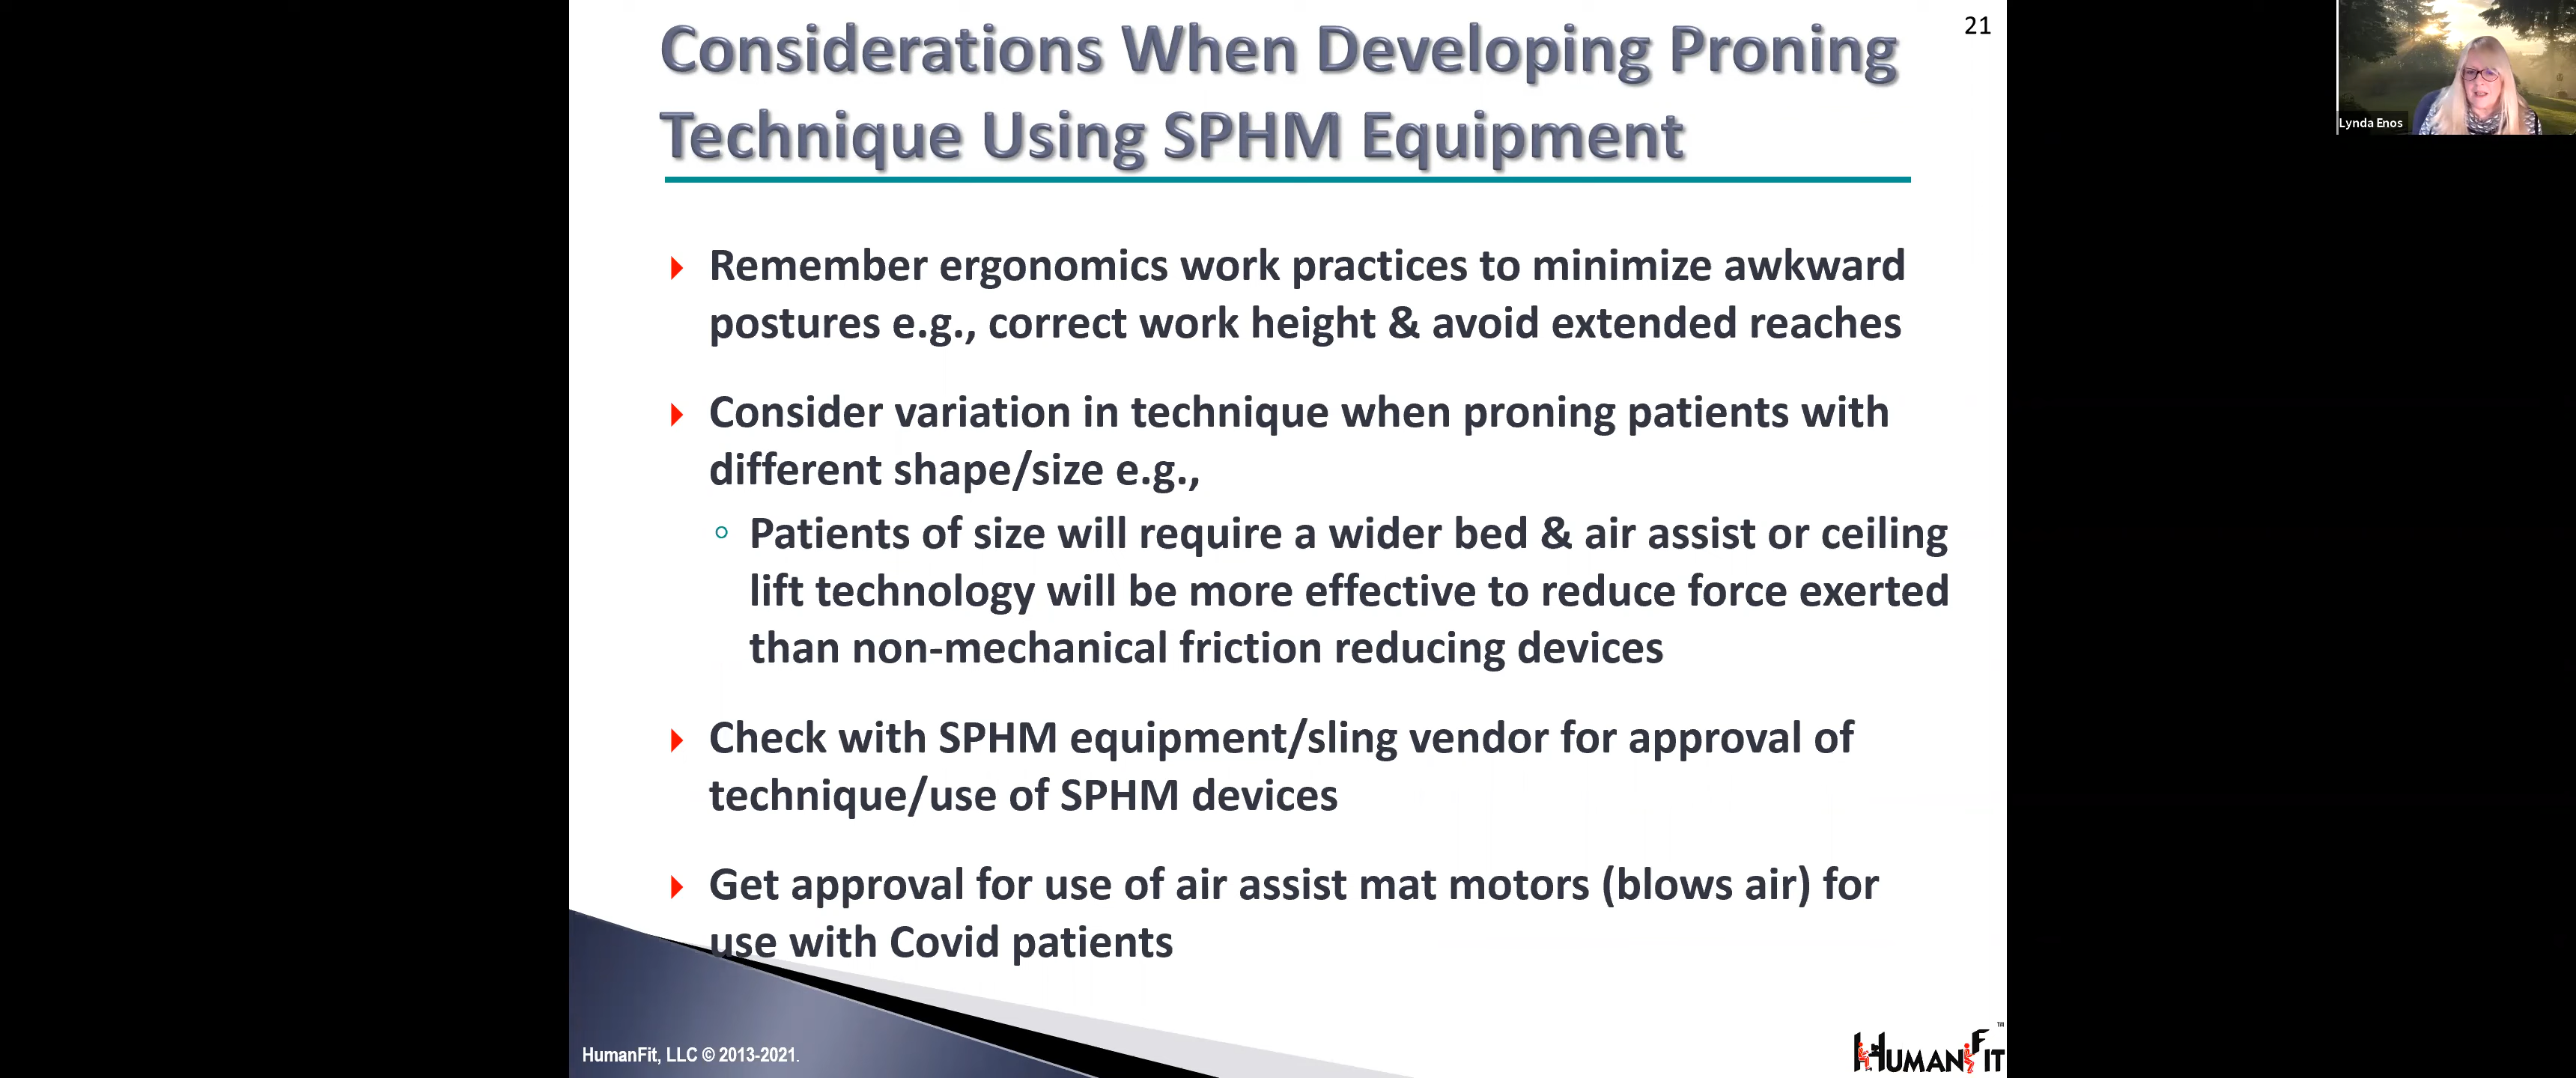 Considerations When Developing Proning
Technique Using SPHM Equipment
21
Lynda Enos
Remember ergonomics work practices to minimize awkward
postures e.g., correct work height & avoid extended reaches
Consider variation in technique when proning patients with
different shape/size e.g.,
Patients of size will require a wider bed & air assist or ceiling
lift technology will be more effective to reduce force exerted
than non-mechanical friction reducing devices
Check with SPHM equipment/sling vendor for approval of
technique/use of SPHM devices
Get approval for use of air assist mat motors (blows air) for
use with Covid patients
HumanFit, LLC © 2013-2021.
HUMANFIT™